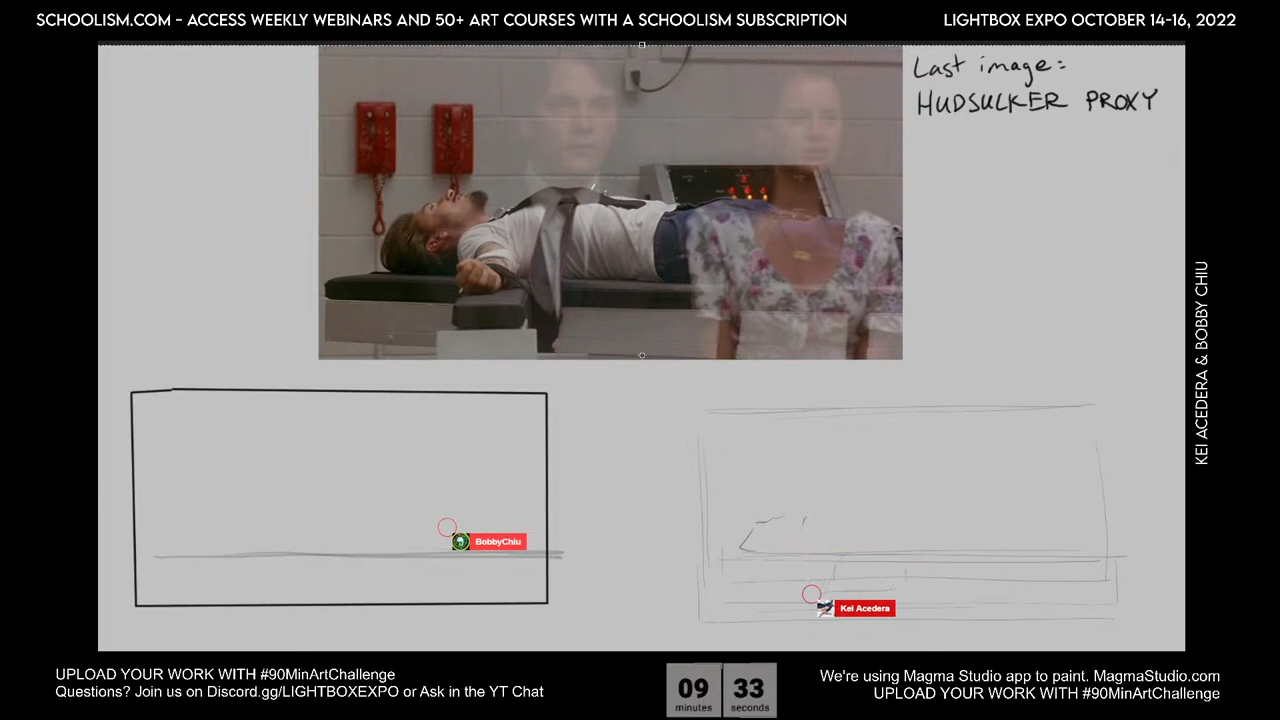 SCHOOLISM.COM – ACCESS WEEKLY WEBINARS AND 50+ ART COURSES WITH A SCHOOLISM SUBSCRIPTION
LIGHTBOX EXPO OCTOBER 14-16, 2022
Last image:
HUDSUCKER PROXY
KEI ACEDERA & BOBBY CHIU
BobbyChiu
Kei Acedera
UPLOAD YOUR WORK WITH #90MinArtChallenge
Questions? Join us on Discord.gg/LIGHTBOXEXPO or Ask in the YT Chat
09 33
minutes seconds
We're using Magma Studio app to paint. MagmaStudio.com
UPLOAD YOUR WORK WITH #90MinArtChallenge